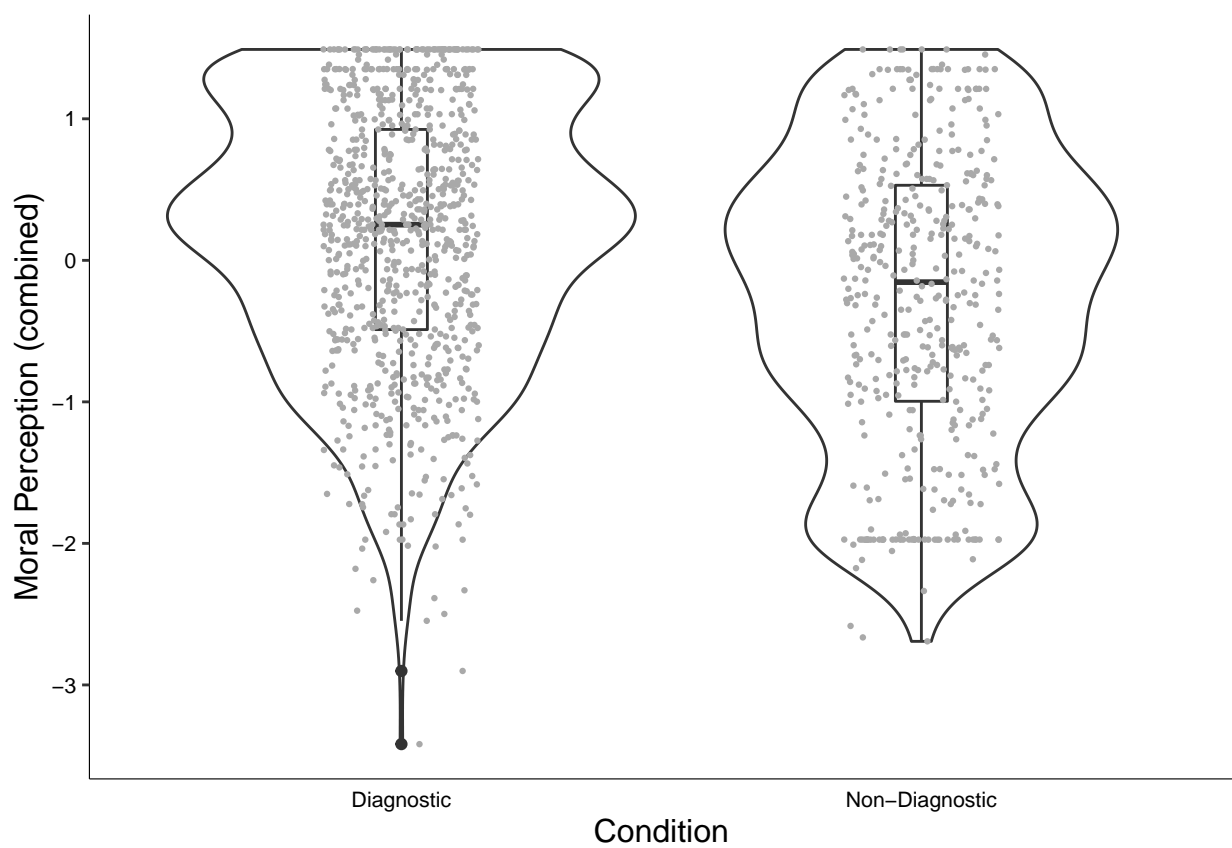 Moral Perception (combined)
1
0
−1
−2
−3
Diagnostic
Non−Diagnostic
Condition